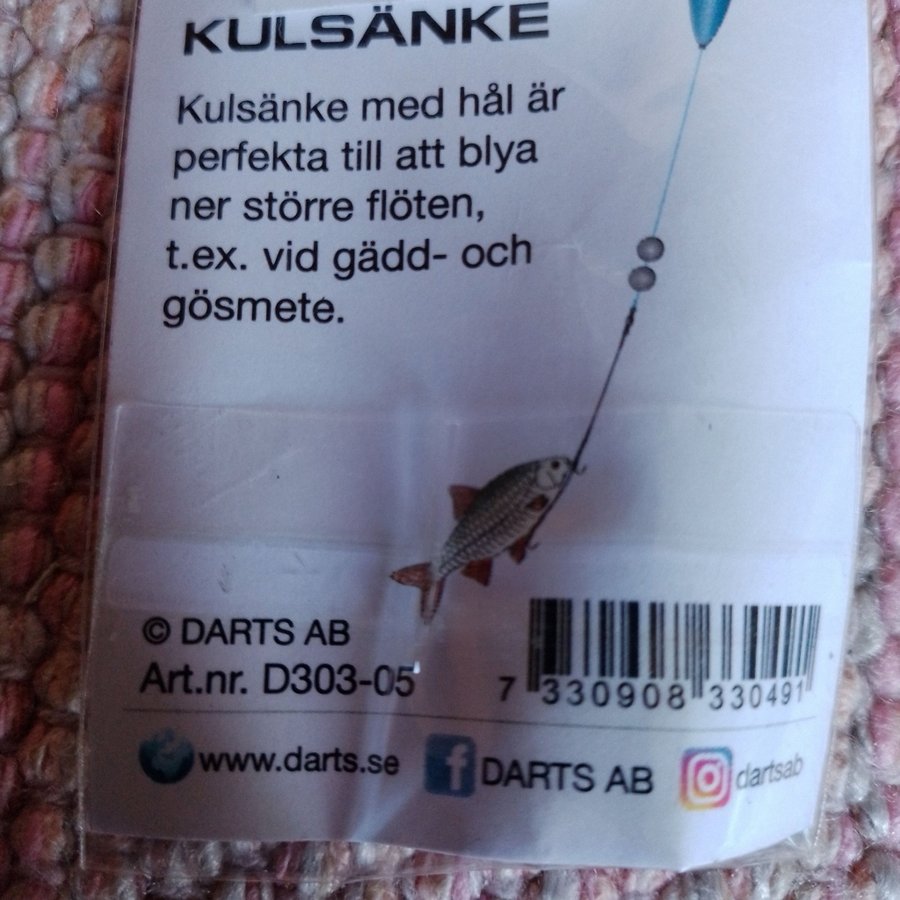 KULSÄNKE
Kulsänke med hål är
perfekta till att blya
ner större flöten,
t.ex. vid gädd- och
gösmete.
© DARTS AB
Art.nr. D303-05
7 330908 330491
www.darts.se DARTS AB dartsab